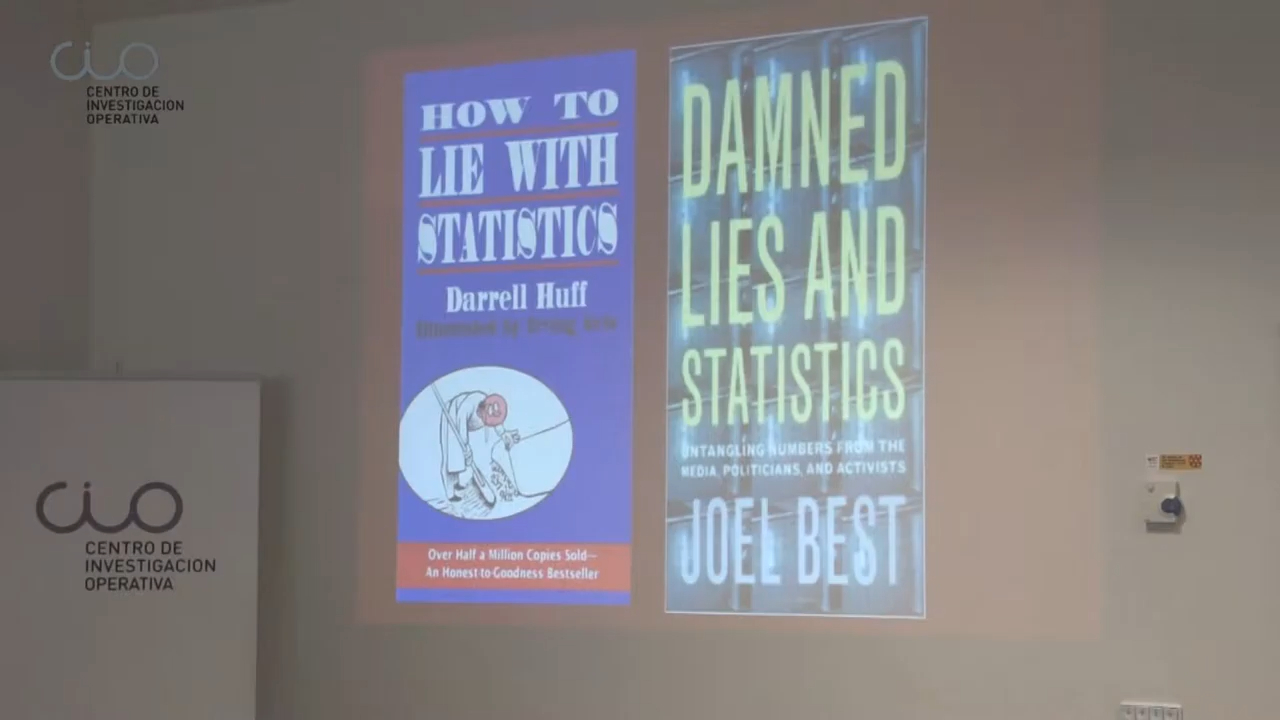 CIO
CENTRO DE
INVESTIGACION
OPERATIVA
HOW TO
LIE WITH
STATISTICS
Darrell Huff
Over Half a Million Copies Sold—
An Honest-to-Goodness Bestseller
DAMNED
LIES AND
STATISTICS
UNTANGLING NUMBERS FROM THE
MEDIA, POLITICIANS, AND ACTIVISTS
JOEL BEST
CIO
CENTRO DE
INVESTIGACION
OPERATIVA